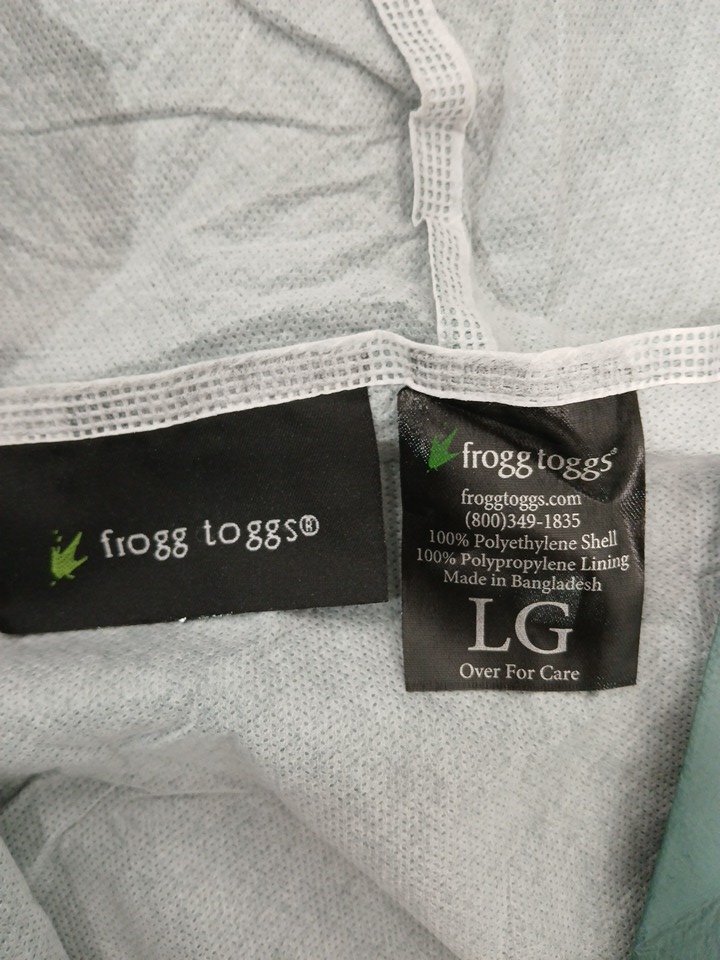 frogg toggs®
frogg toggs®
froggtoggs.com
(800)349-1835
100% Polyethylene Shell
100% Polypropylene Lining
Made in Bangladesh
LG
Over For Care